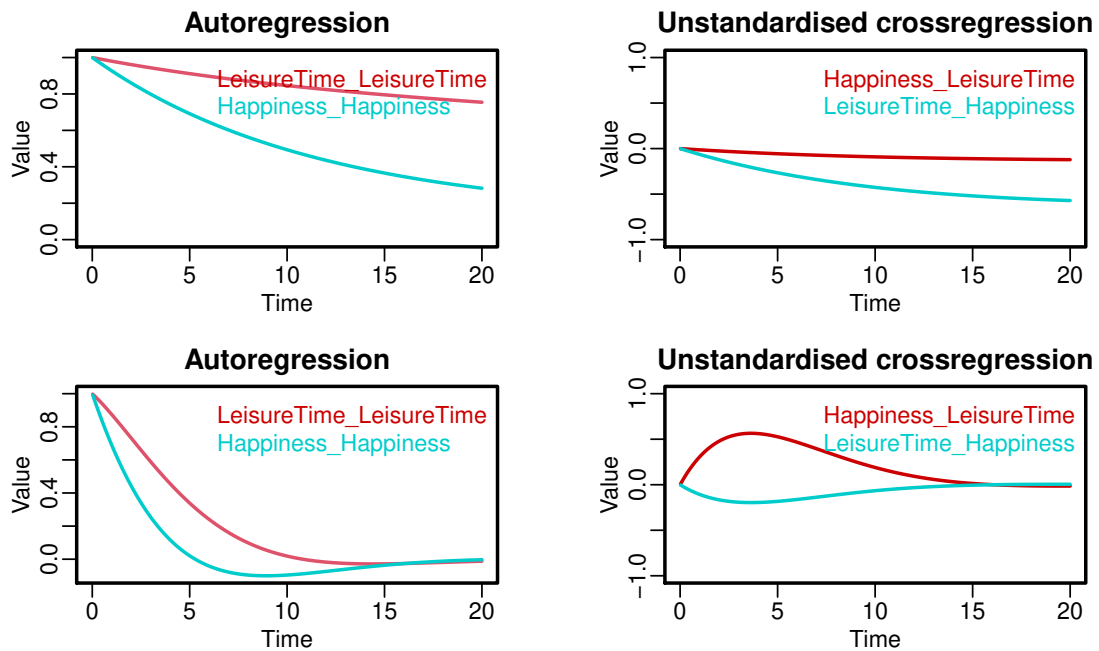 Autoregression
LeisureTime_LeisureTime
Happiness_Happiness
Value
0.0
0.4
0.8
0
5
10
15
20
Time
Unstandardised crossregression
Happiness_LeisureTime
LeisureTime_Happiness
Value
−1.0
0.0
1.0
0
5
10
15
20
Time
Autoregression
LeisureTime_LeisureTime
Happiness_Happiness
Value
0.0
0.4
0.8
0
5
10
15
20
Time
Unstandardised crossregression
Happiness_LeisureTime
LeisureTime_Happiness
Value
−1.0
0.0
1.0
0
5
10
15
20
Time